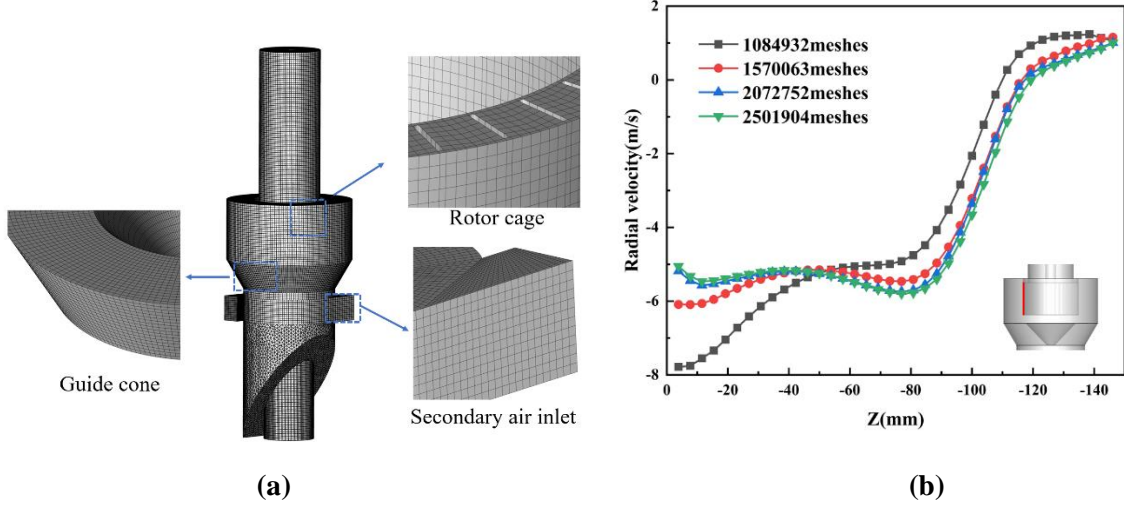 Rotor cage
Guide cone
Secondary air inlet
(a)
1084932meshes
1570063meshes
2072752meshes
2501904meshes
Radial velocity(m/s)
2
0
-2
-4
-6
-8
0 -20 -40 -60 -80 -100 -120 -140
Z(mm)
(b)